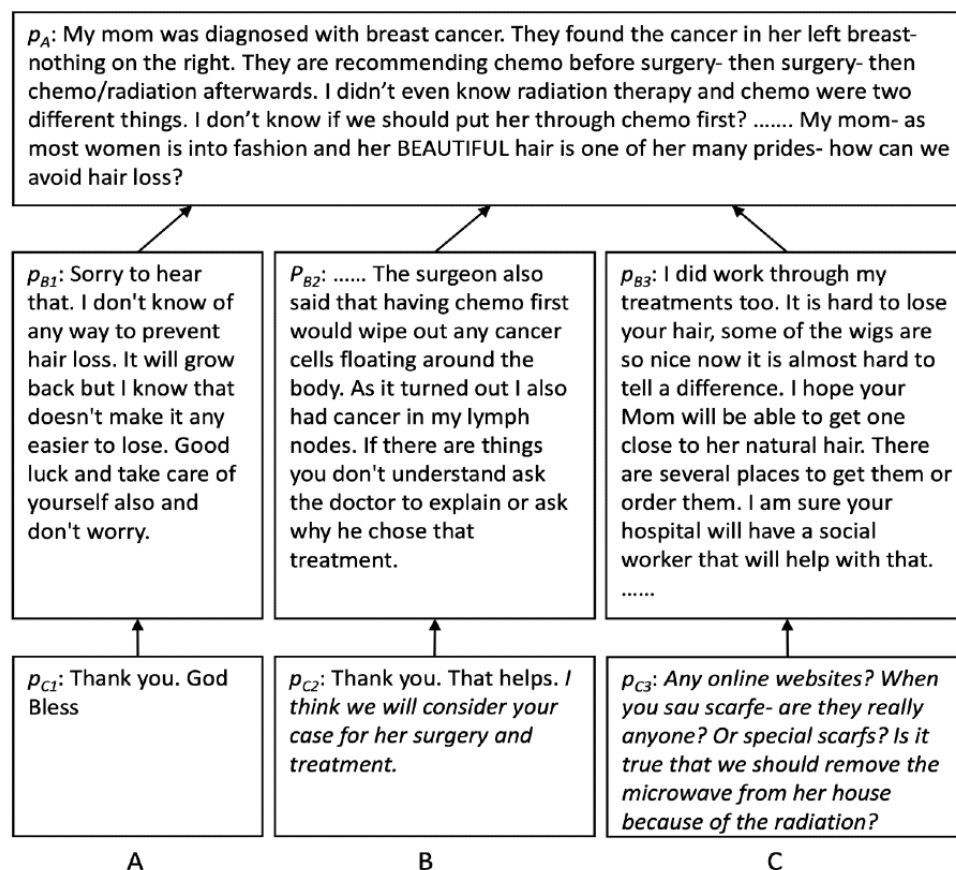 pA: My mom was diagnosed with breast cancer. They found the cancer in her left breast-
nothing on the right. They are recommending chemo before surgery- then surgery- then
chemo/radiation afterwards. I didn’t even know radiation therapy and chemo were two
different things. I don’t know if we should put her through chemo first? ....... My mom- as
most women is into fashion and her BEAUTIFUL hair is one of her many prides- how can we
avoid hair loss?
pB1: Sorry to hear
that. I don't know of
any way to prevent
hair loss. It will grow
back but I know that
doesn't make it any
easier to lose. Good
luck and take care of
yourself also and
don't worry.
PB2: ...... The surgeon also
said that having chemo first
would wipe out any cancer
cells floating around the
body. As it turned out I also
had cancer in my lymph
nodes. If there are things
you don't understand ask
the doctor to explain or ask
why he chose that
treatment.
pB3: I did work through my
treatments too. It is hard to lose
your hair, some of the wigs are
so nice now it is almost hard to
tell a difference. I hope your
Mom will be able to get one
close to her natural hair. There
are several places to get them or
order them. I am sure your
hospital will have a social
worker that will help with that.
......
pC1: Thank you. God
Bless
pC2: Thank you. That helps. I
think we will consider your
case for her surgery and
treatment.
pC3: Any online websites? When
you sau scarfe- are they really
anyone? Or special scarfs? Is it
true that we should remove the
microwave from her house
because of the radiation?
A
B
C